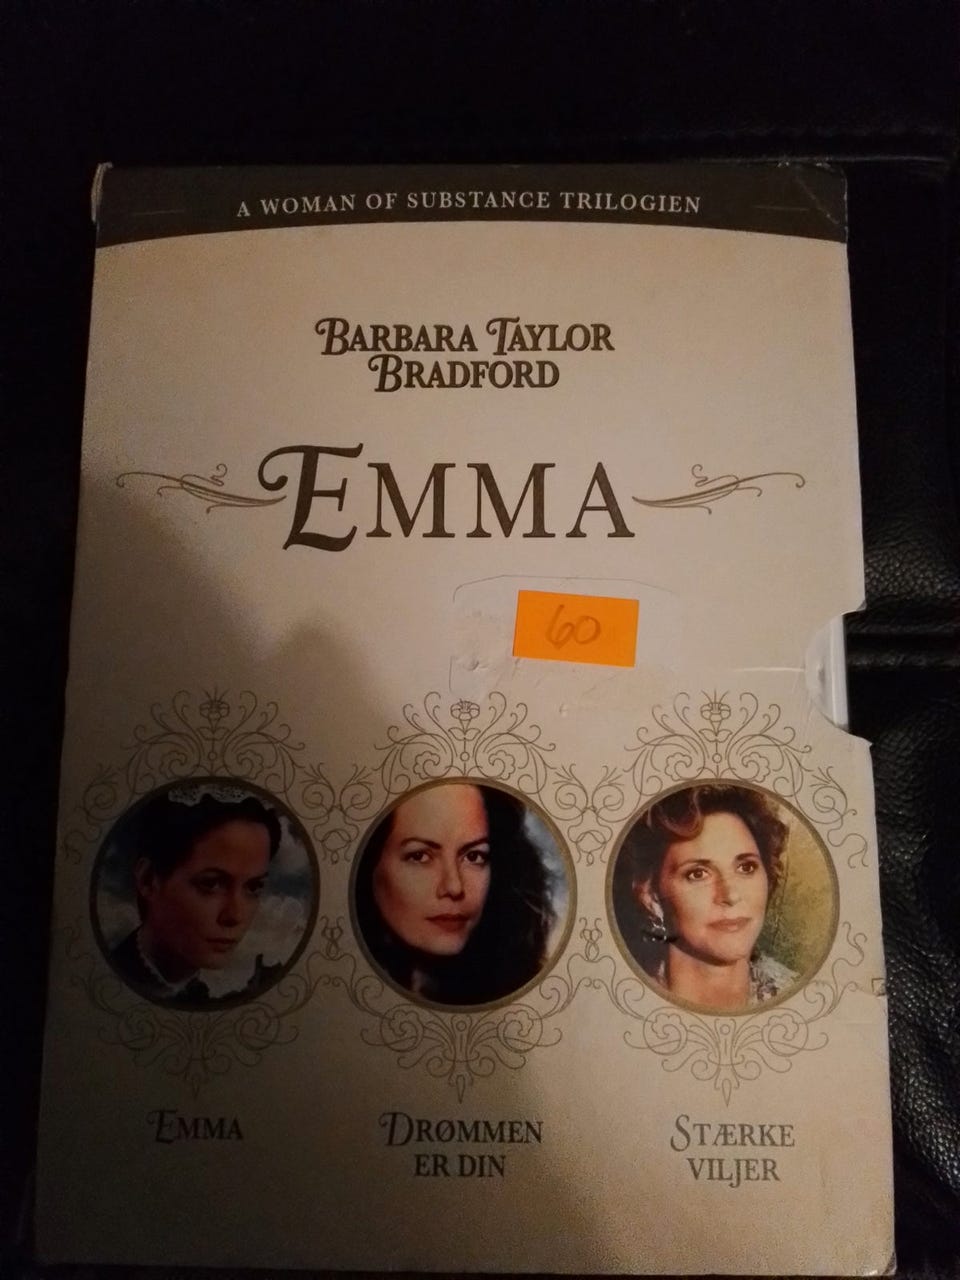 A WOMAN OF SUBSTANCE TRILOGIEN
BARBARA TAYLOR
BRADFORD
EMMA
60
EMMA
DRØMMEN
ER DIN
STÆRKE
VILJER